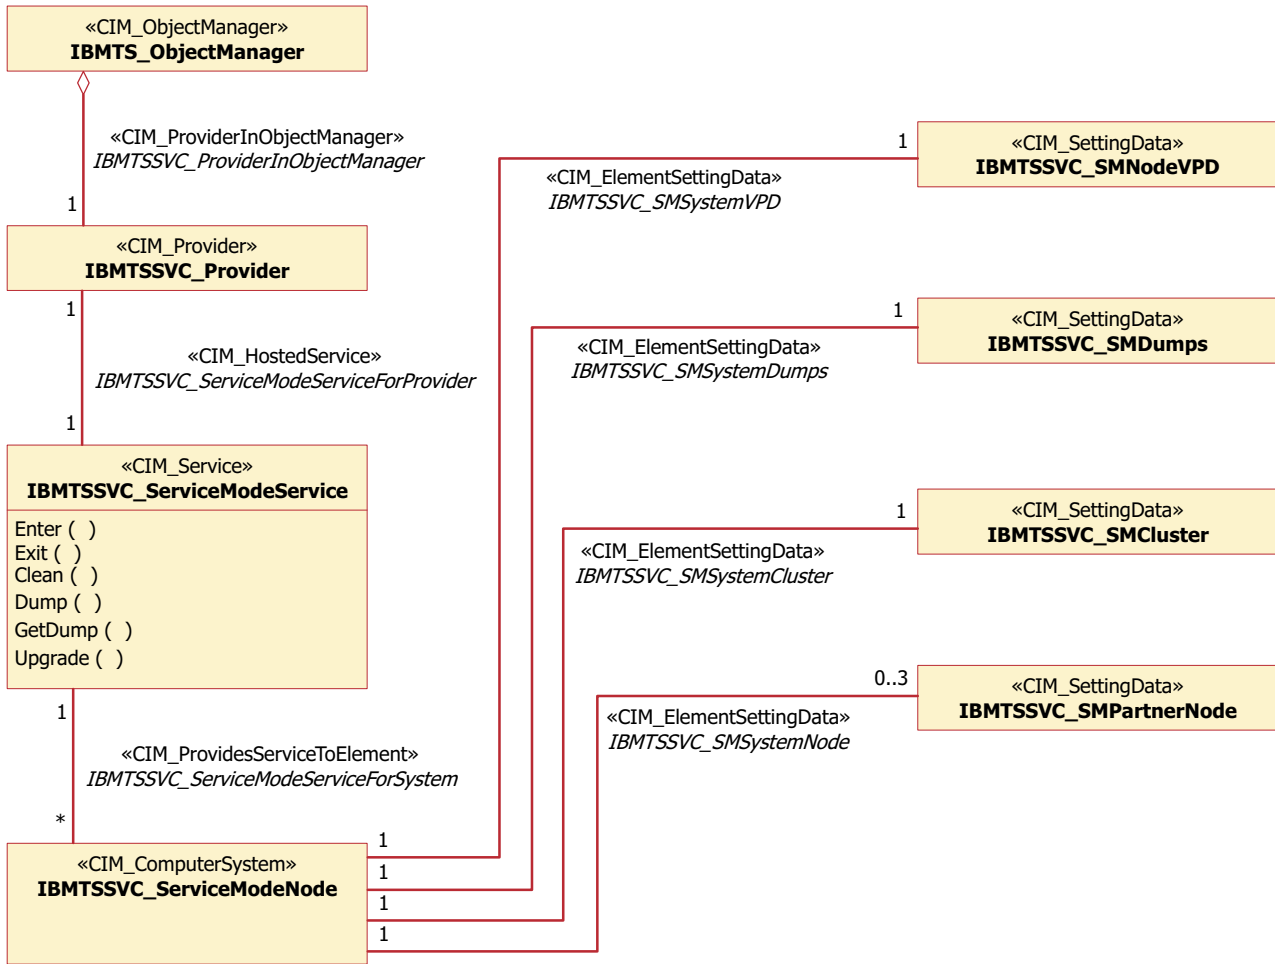 «CIM_ObjectManager»
IBMTS_ObjectManager
«CIM_ProviderInObjectManager»
IBMTSSVC_ProviderInObjectManager
1
«CIM_Provider»
IBMTSSVC_Provider
1
«CIM_HostedService»
IBMTSSVC_ServiceModeServiceForProvider
1
«CIM_Service»
IBMTSSVC_ServiceModeService
Enter ( )
Exit ( )
Clean ( )
Dump ( )
GetDump ( )
Upgrade ( )
1
«CIM_ProvidesServiceToElement»
IBMTSSVC_ServiceModeServiceForSystem
*
«CIM_ComputerSystem»
IBMTSSVC_ServiceModeNode
1
1
1
1
1
«CIM_ElementSettingData»
IBMTSSVC_SMSystemVPD
«CIM_SettingData»
IBMTSSVC_SMNodeVPD
1
«CIM_ElementSettingData»
IBMTSSVC_SMSystemDumps
«CIM_SettingData»
IBMTSSVC_SMDumps
1
«CIM_ElementSettingData»
IBMTSSVC_SMSystemCluster
«CIM_SettingData»
IBMTSSVC_SMCluster
0..3
«CIM_ElementSettingData»
IBMTSSVC_SMSystemNode
«CIM_SettingData»
IBMTSSVC_SMPartnerNode